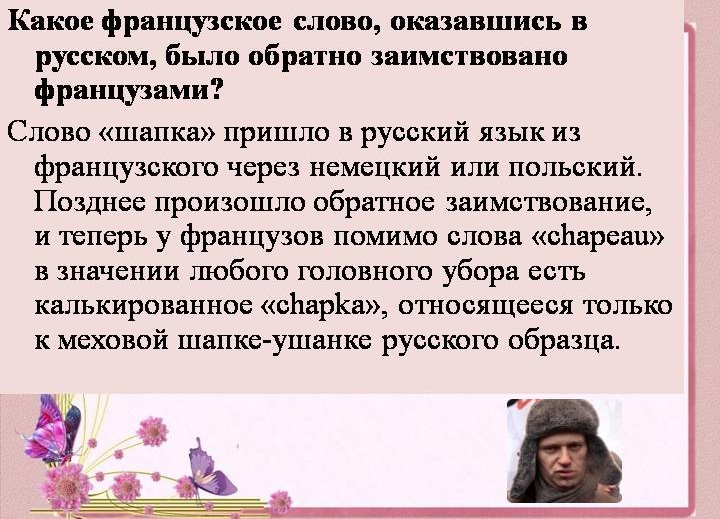 Какое французское слово, оказавшись в
русском, было обратно заимствовано
французами?
Слово «шапка» пришло в русский язык из
французского через немецкий или польский.
Позднее произошло обратное заимствование,
и теперь у французов помимо слова «chapeau»
в значении любого головного убора есть
калькированное «chapka», относящееся только
к меховой шапке-ушанке русского образца.